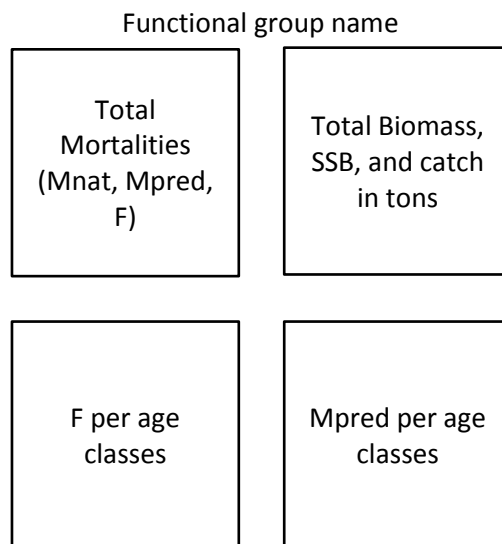 Functional group name
Total
Mortalities
(Mnat, Mpred,
F)
Total Biomass,
SSB, and catch
in tons
F per age
classes
Mpred per age
classes